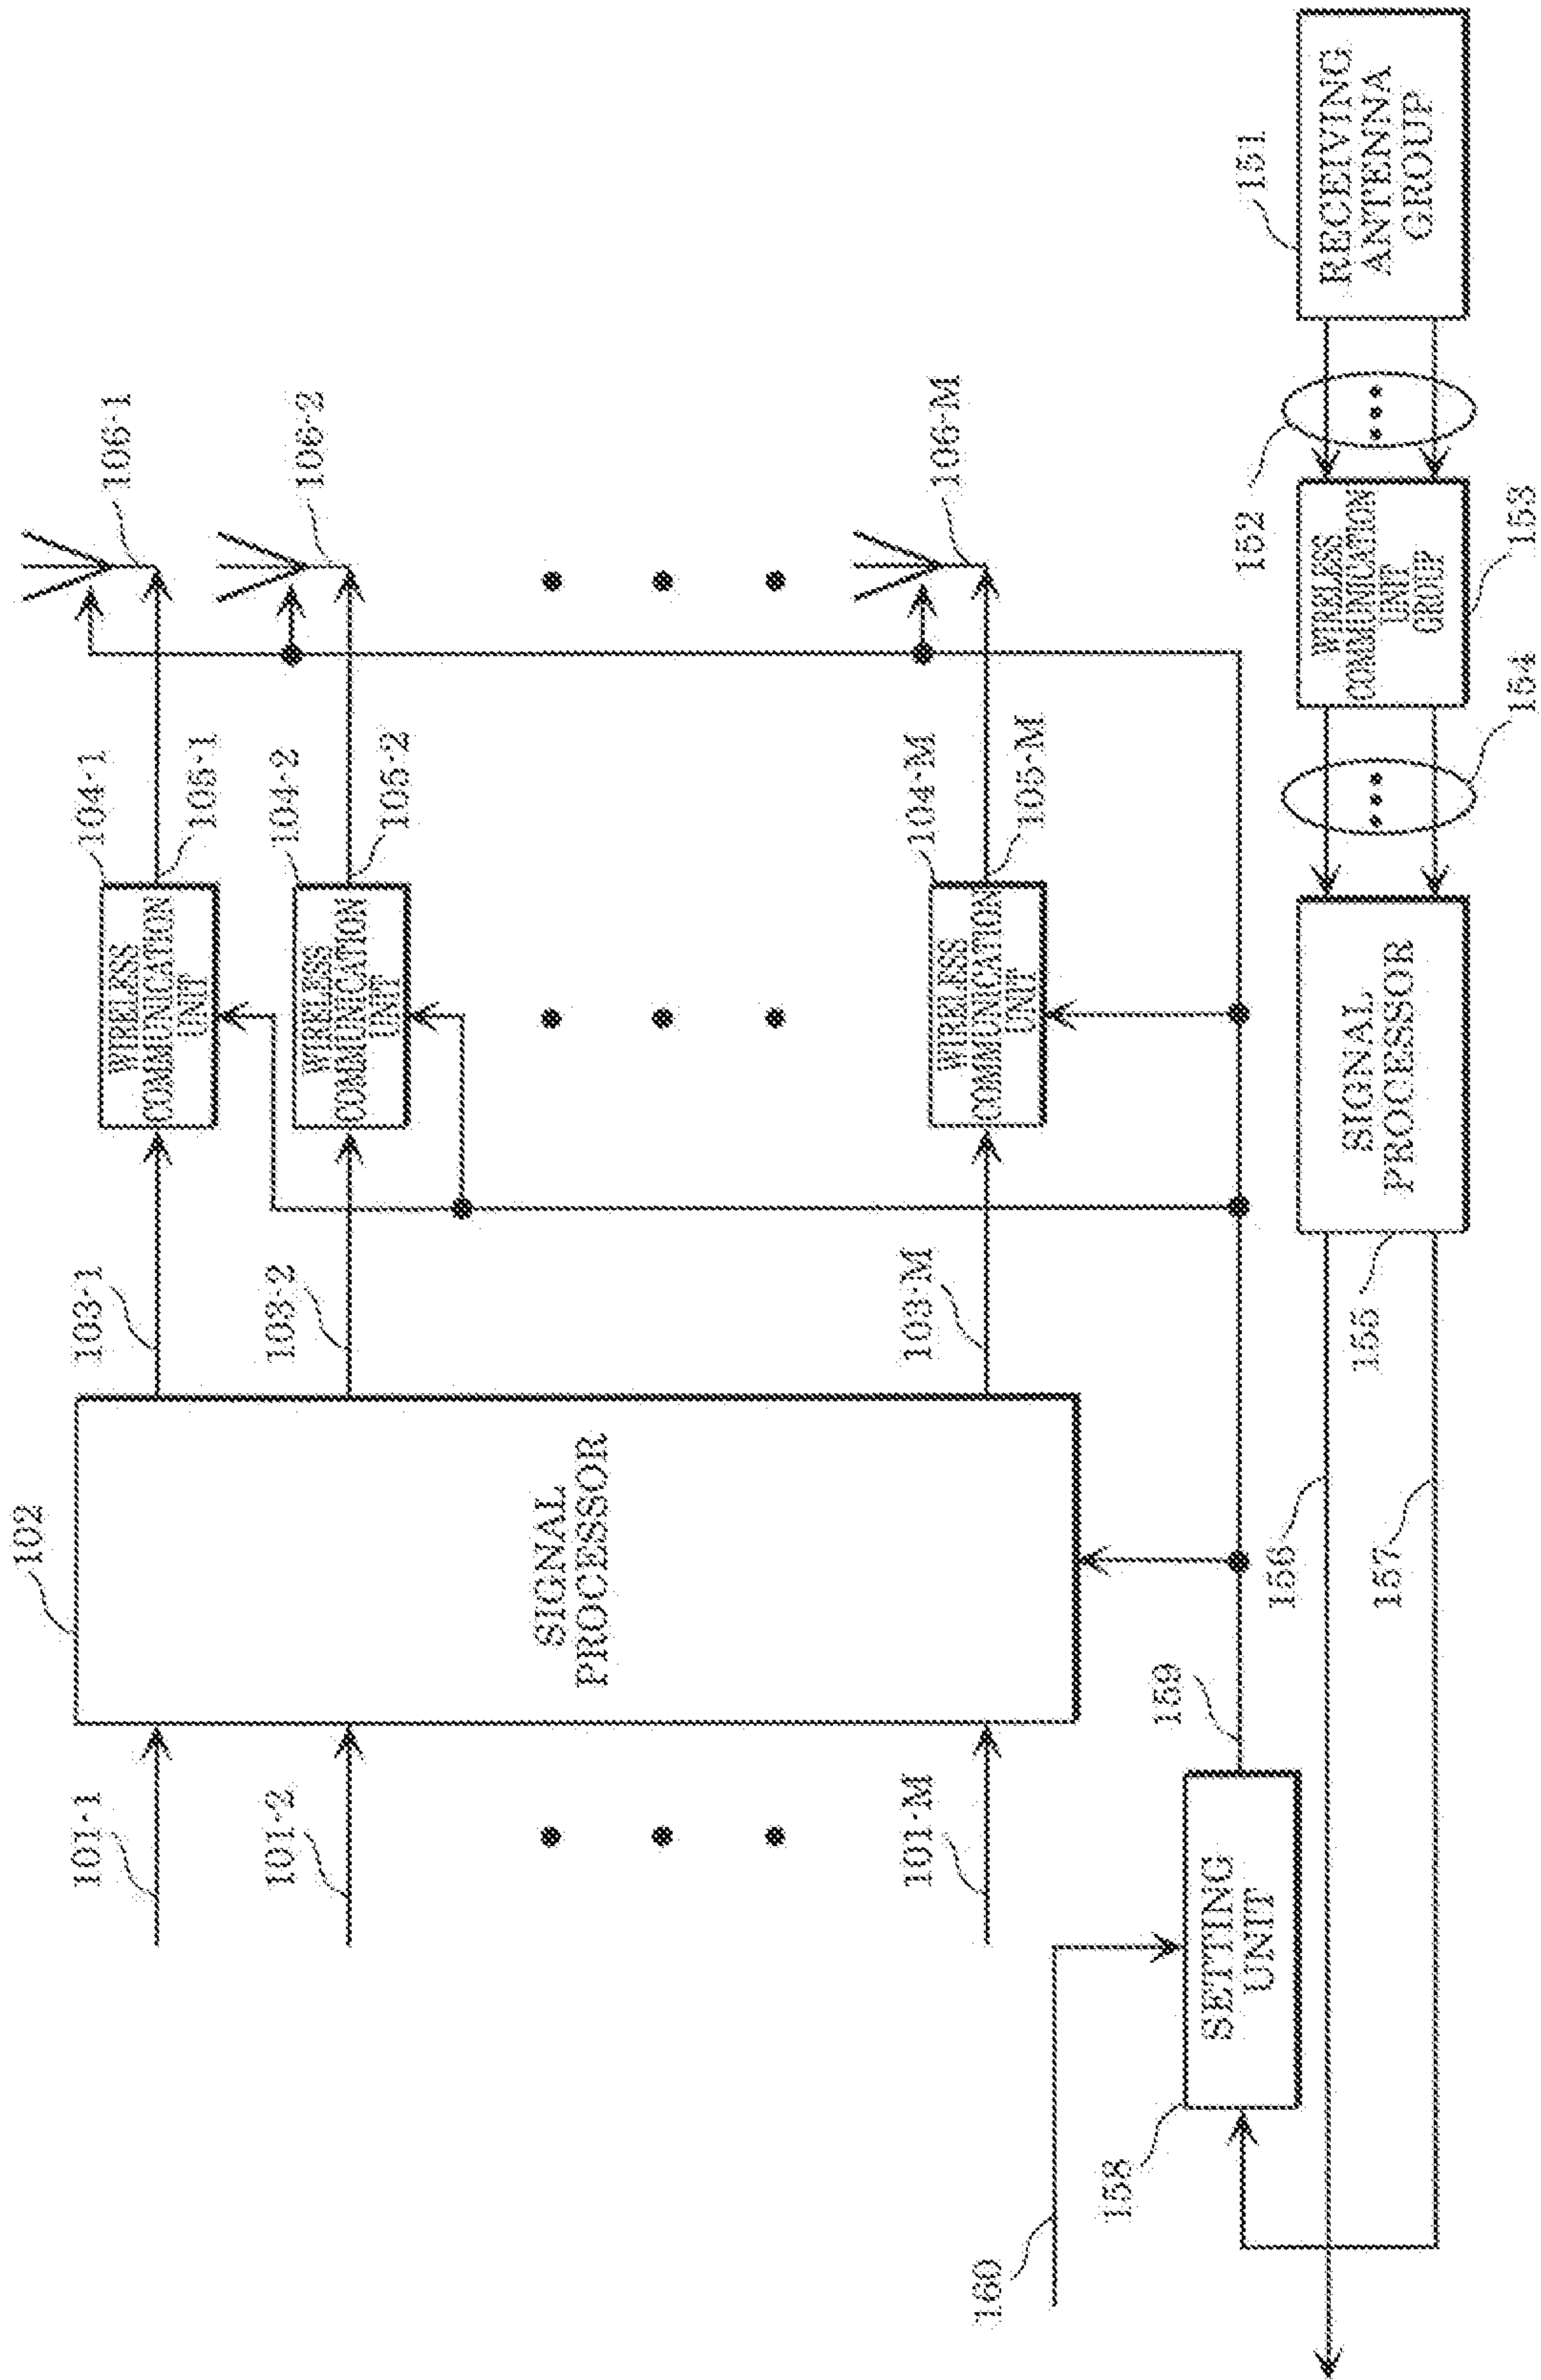 102
101-1
101-2
101-M
SIGNAL
PROCESSOR
103-1
103-2
103-M
104-1
WIRELESS
COMMUNICATION
UNIT
105-1
104-2
WIRELESS
COMMUNICATION
UNIT
105-2
104-M
WIRELESS
COMMUNICATION
UNIT
105-M
106-1
106-2
106-M
160
158
SETTING
UNIT
159
156
157
155
SIGNAL
PROCESSOR
154
WIRELESS
COMMUNICATION
UNIT
GROUP
153
152
151
RECEIVING
ANTENNA
GROUP